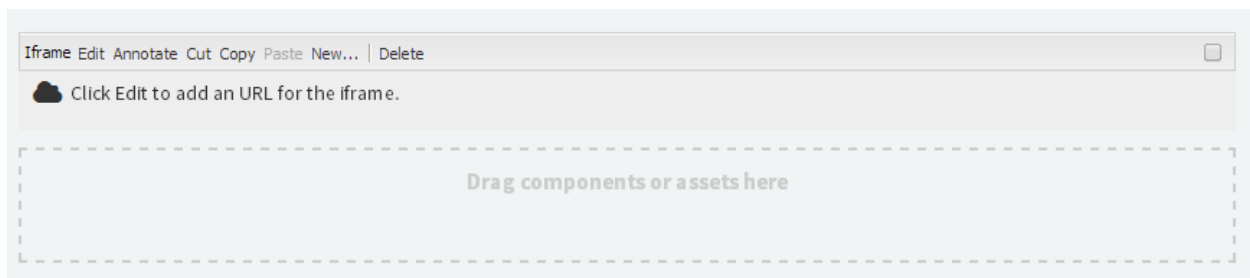 Iframe Edit Annotate Cut Copy Paste New... | Delete
Click Edit to add an URL for the iframe.
Drag components or assets here